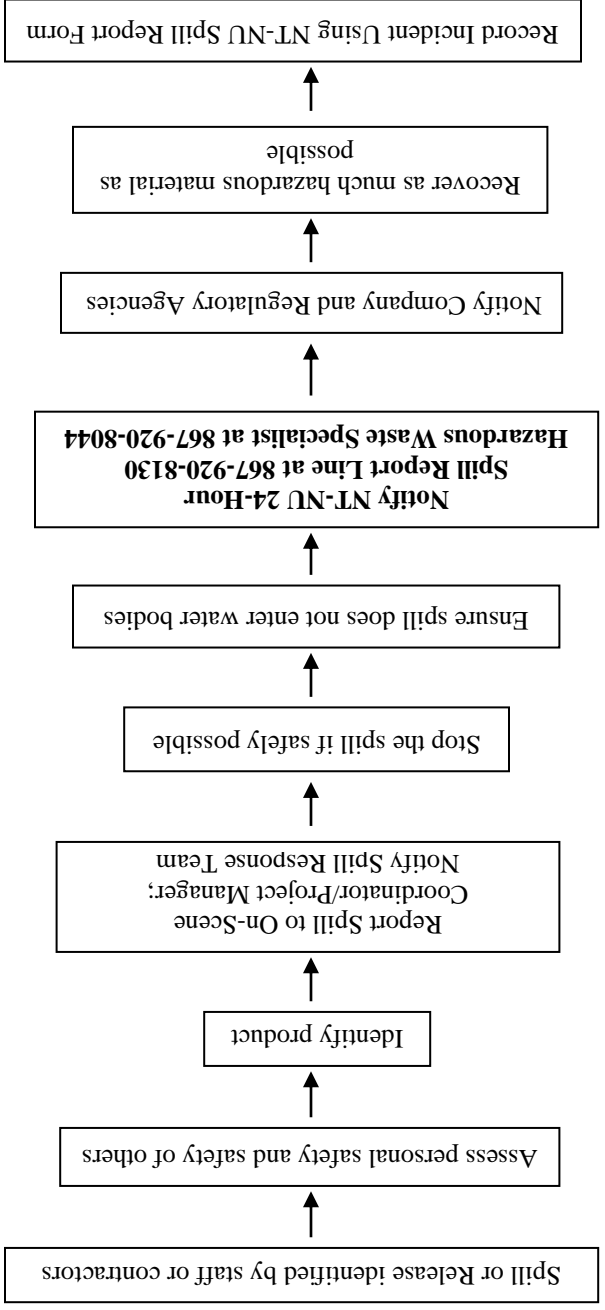 Spill or Release identified by staff or contractors
Assess personal safety and safety of others
Identify product
Report Spill to On-Scene
Coordinator/Project Manager;
Notify Spill Response Team
Stop the spill if safely possible
Ensure spill does not enter water bodies
Notify NT-NU 24-Hour
Spill Report Line at 867-920-8130
Hazardous Waste Specialist at 867-920-8044
Notify Company and Regulatory Agencies
Recover as much hazardous material as
possible
Record Incident Using NT-NU Spill Report Form